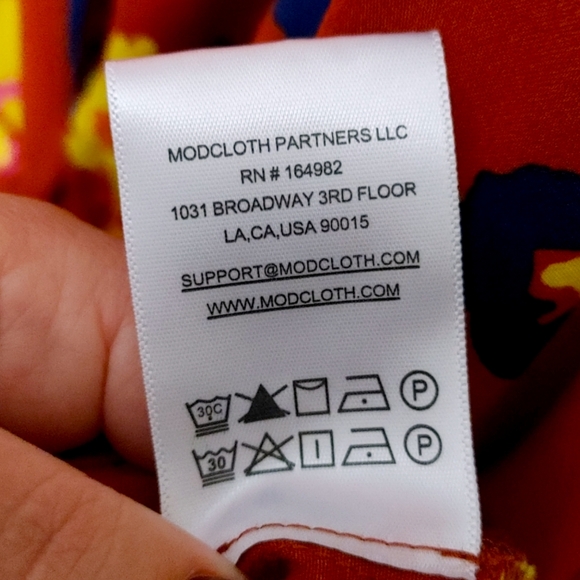 MODCLOTH PARTNERS LLC
RN # 164982
1031 BROADWAY 3RD FLOOR
LA,CA,USA 90015
SUPPORT@MODCLOTH.COM
WWW.MODCLOTH.COM
30C P
30 P